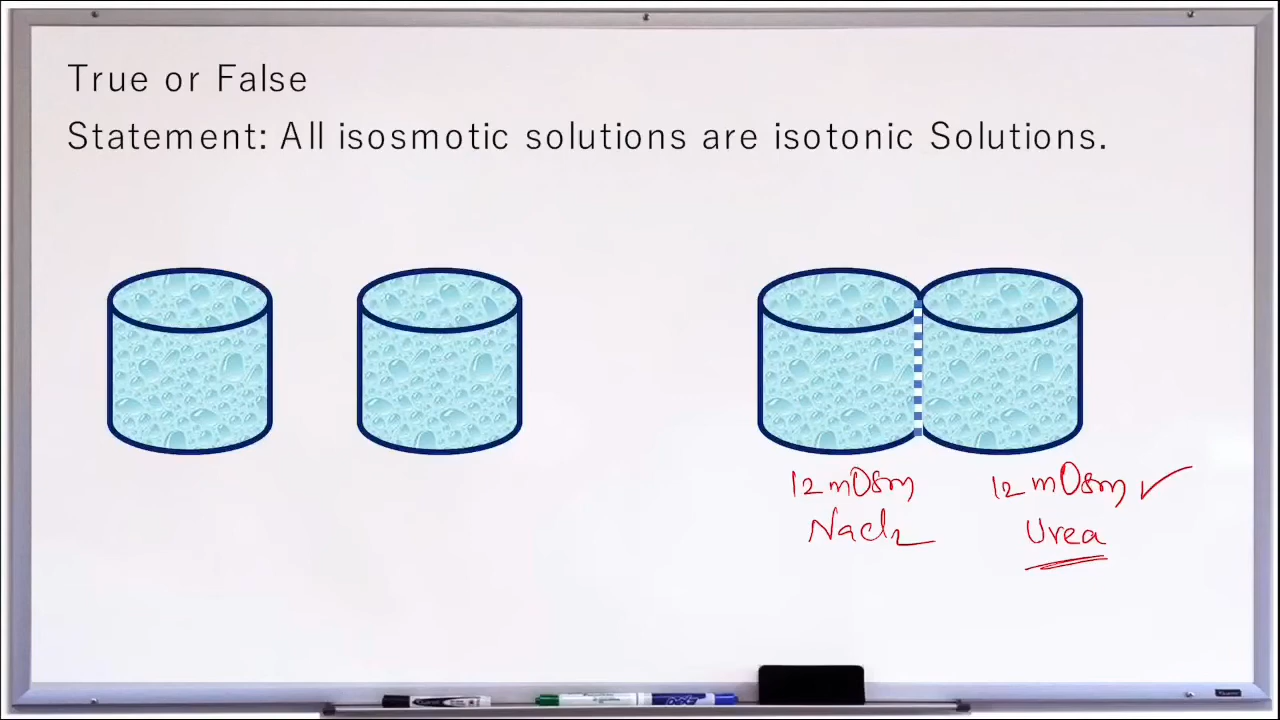 True or False
Statement: All isosmotic solutions are isotonic Solutions.
12 mOsm 12 mOsm
NaCl2 Urea